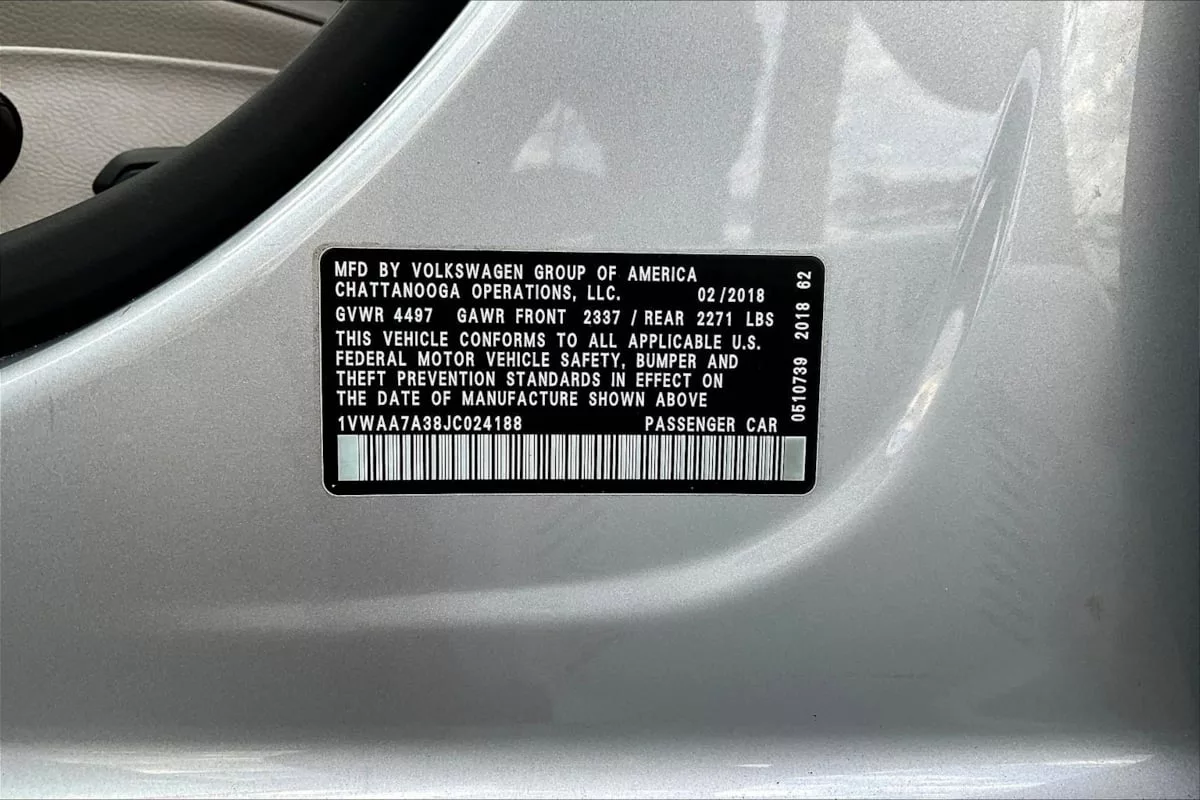 MFD BY VOLKSWAGEN GROUP OF AMERICA
CHATTANOOGA OPERATIONS, LLC. 02/2018
GVWR 4497 GAWR FRONT 2337 / REAR 2271 LBS
THIS VEHICLE CONFORMS TO ALL APPLICABLE U.S.
FEDERAL MOTOR VEHICLE SAFETY, BUMPER AND
THEFT PREVENTION STANDARDS IN EFFECT ON
THE DATE OF MANUFACTURE SHOWN ABOVE
1VWAA7A38JC024188 PASSENGER CAR
0510739 2018 62